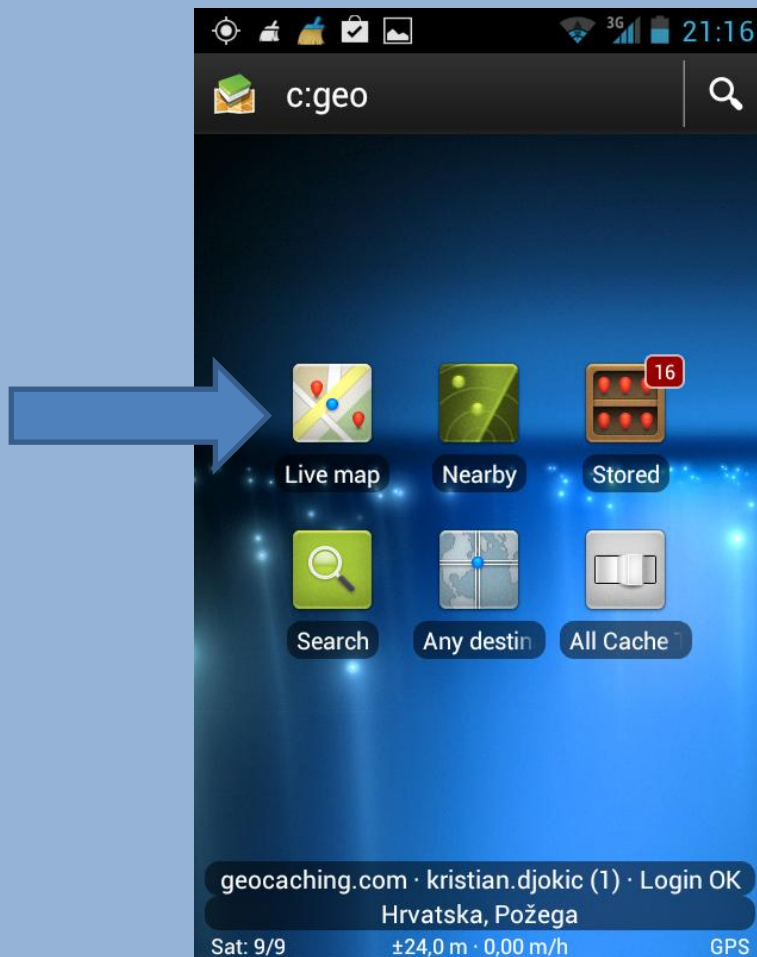 3G 21:16
c:geo
16
Live map Nearby Stored
Search Any destin All Cache
geocaching.com · kristian.djokic (1) · Login OK
Hrvatska, Požega
Sat: 9/9 ±24,0 m · 0,00 m/h GPS